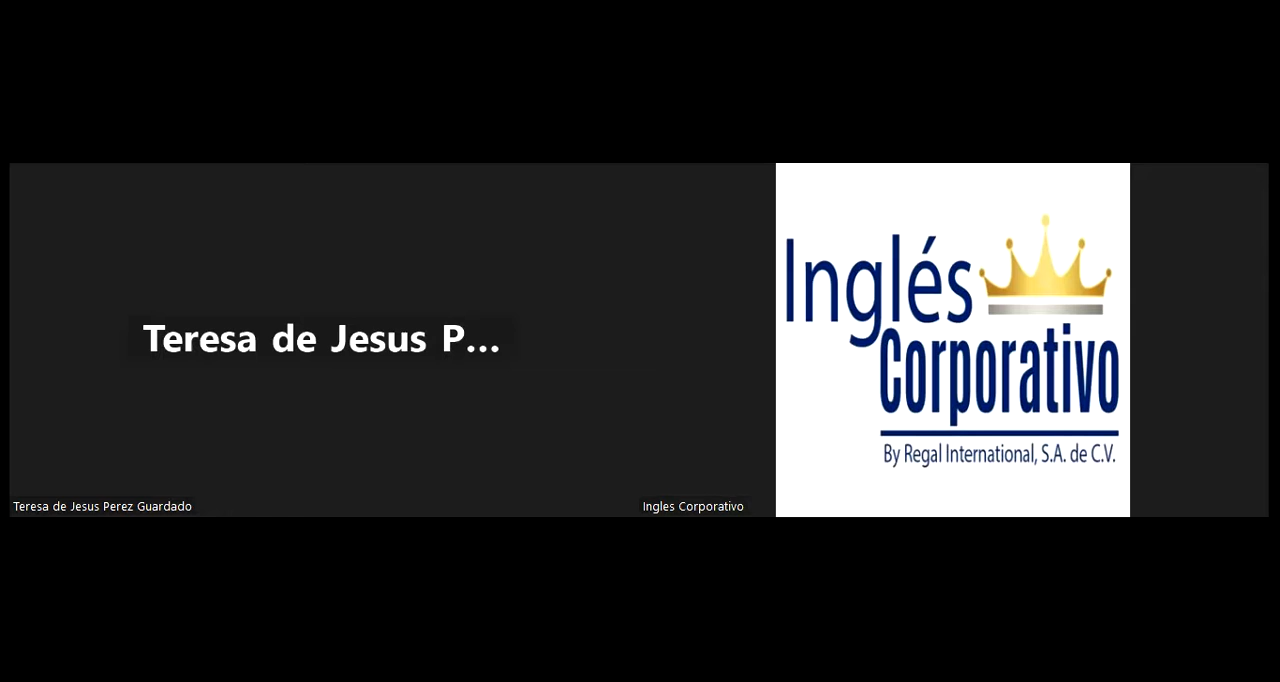 Teresa de Jesus P...
Teresa de Jesus Perez Guardado
Inglés
Corporativo
By Regal International, S.A. de C.V.
Ingles Corporativo